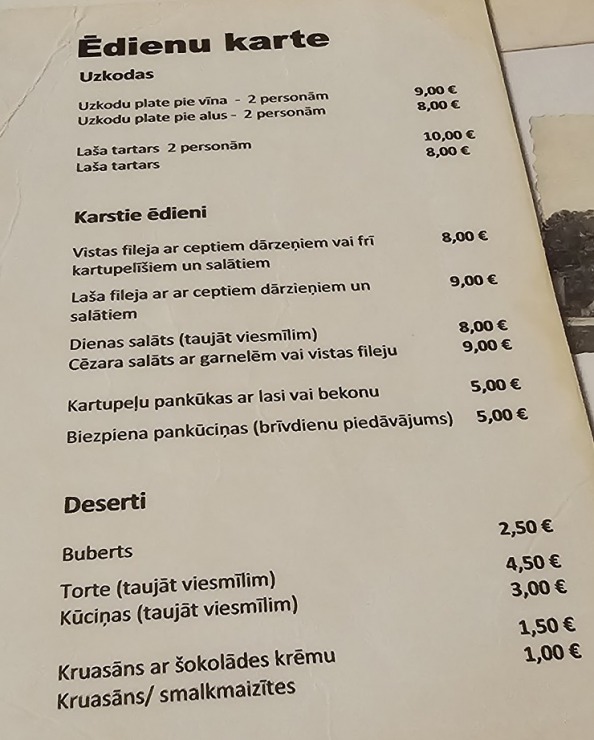 Ēdienu karte
Uzkodas
Uzkodu plate pie vīna - 2 personām 9,00 €
Uzkodu plate pie alus - 2 personām 8,00 €
Laša tartars 2 personām 10,00 €
Laša tartars 8,00 €
Karstie ēdieni
Vistas fileja ar ceptiem dārzeņiem vai frī 8,00 €
kartupelīšiem un salātiem
Laša fileja ar ar ceptiem dārzieņiem un 9,00 €
salātiem
Dienas salāts (taujāt viesmīlim) 8,00 €
Cēzara salāts ar garnelēm vai vistas fileju 9,00 €
Kartupeļu pankūkas ar lasi vai bekonu 5,00 €
Biezpiena pankūciņas (brīvdienu piedāvājums) 5,00 €
Deserti
Buberts 2,50 €
Torte (taujāt viesmīlim) 4,50 €
Kūciņas (taujāt viesmīlim) 3,00 €
Kruasāns ar šokolādes krēmu 1,50 €
Kruasāns/ smalkmaizītes 1,00 €